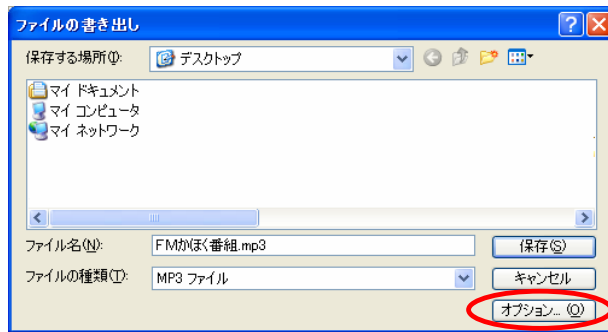 ファイルの書き出し
保存する場所(I): デスクトップ
マイ ドキュメント
マイ コンピュータ
マイ ネットワーク
ファイル名(N): FMかほく番組.mp3 保存(S)
ファイルの種類(T): MP3 ファイル キャンセル
オプション... (O)